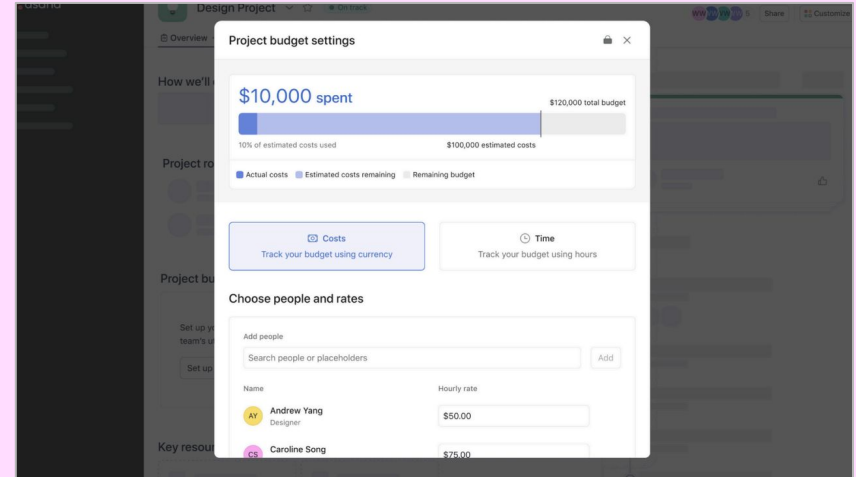 asana
Design Project
On track
WW
5
Share
Customize
Overview
Project budget settings
How we'll
$10,000 spent
$120,000 total budget
10% of estimated costs used
$100,000 estimated costs
Project ro
Actual costs
Estimated costs remaining
Remaining budget
Costs
Track your budget using currency
Time
Track your budget using hours
Project bu
Choose people and rates
Set up yo
team's u
Set up
Add people
Search people or placeholders
Add
Name
Hourly rate
AY
Andrew Yang
Designer
$50.00
Key resour
CS
Caroline Song
$75.00